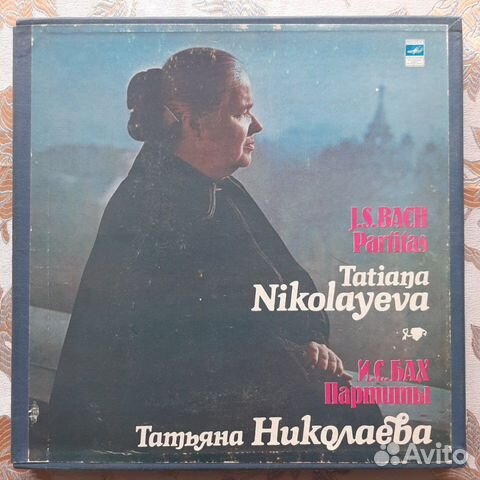 J.S.BACH
Partitas
Tatiana
Nikolayeva
И.С.БАХ
Партиты
Татьяна Николаева
Avito